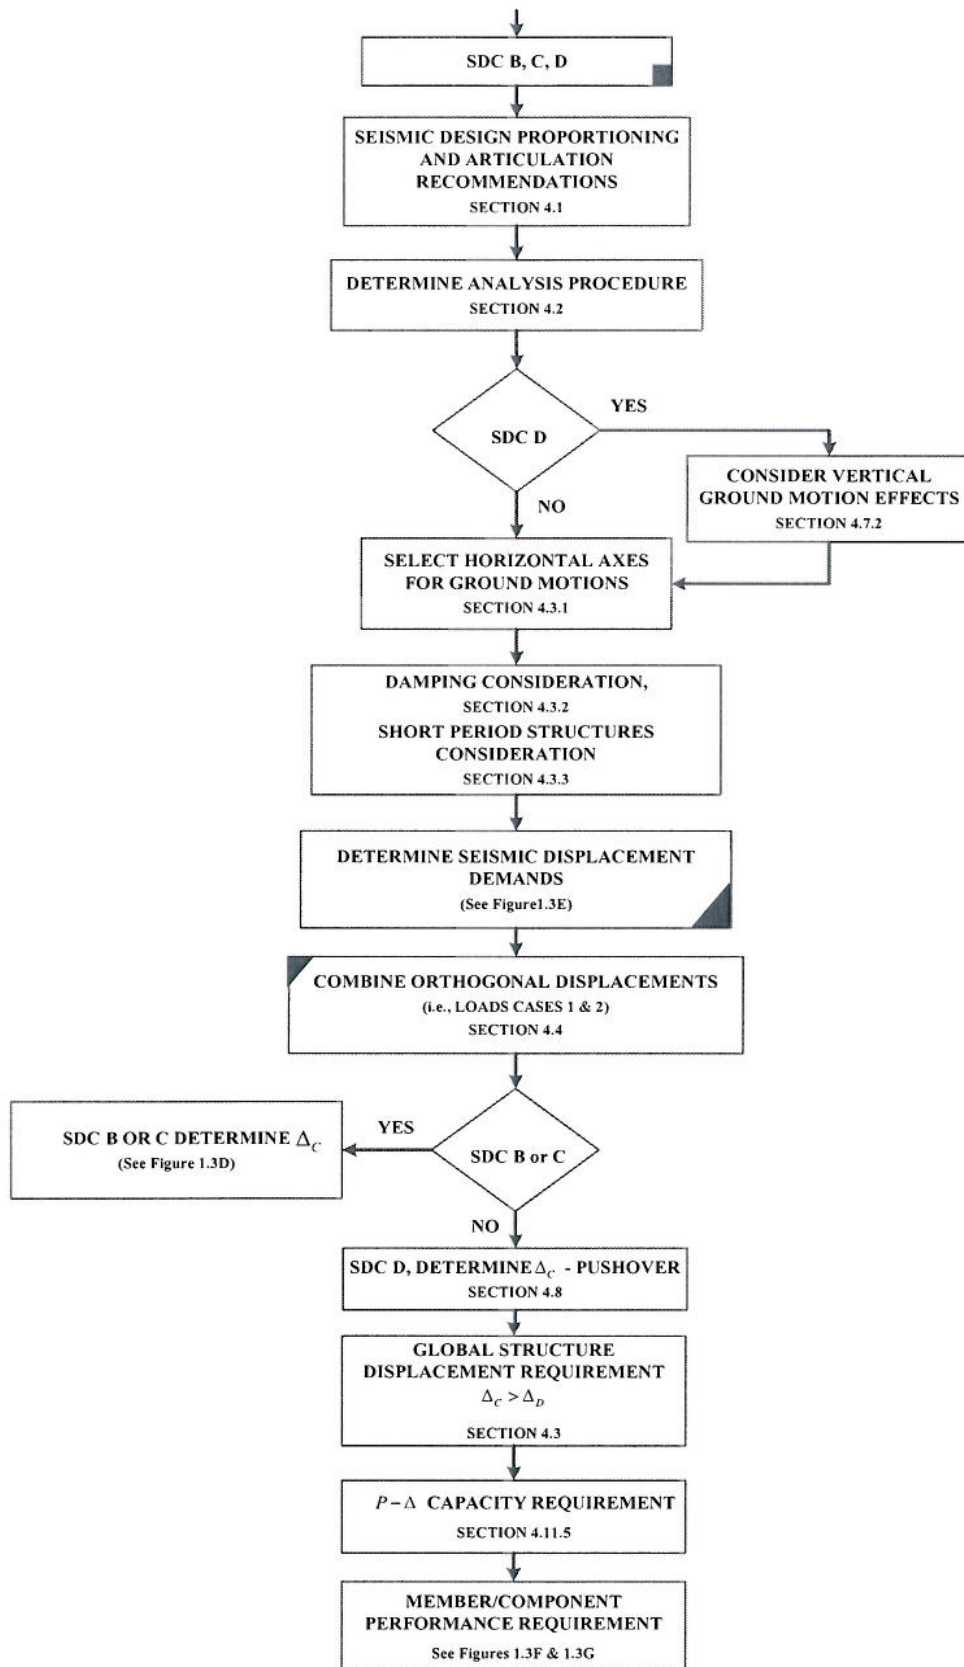 SDC B, C, D
SEISMIC DESIGN PROPORTIONING
AND ARTICULATION
RECOMMENDATIONS
SECTION 4.1
DETERMINE ANALYSIS PROCEDURE
SECTION 4.2
SDC D
YES
NO
CONSIDER VERTICAL
GROUND MOTION EFFECTS
SECTION 4.7.2
SELECT HORIZONTAL AXES
FOR GROUND MOTIONS
SECTION 4.3.1
DAMPING CONSIDERATION,
SECTION 4.3.2
SHORT PERIOD STRUCTURES
CONSIDERATION
SECTION 4.3.3
DETERMINE SEISMIC DISPLACEMENT
DEMANDS
(See Figure1.3E)
COMBINE ORTHOGONAL DISPLACEMENTS
(i.e., LOADS CASES 1 & 2)
SECTION 4.4
SDC B or C
YES
SDC B OR C DETERMINE Δ_C
(See Figure 1.3D)
NO
SDC D, DETERMINE Δ_C - PUSHOVER
SECTION 4.8
GLOBAL STRUCTURE
DISPLACEMENT REQUIREMENT
Δ_C > Δ_D
SECTION 4.3
P – Δ CAPACITY REQUIREMENT
SECTION 4.11.5
MEMBER/COMPONENT
PERFORMANCE REQUIREMENT
See Figures 1.3F & 1.3G